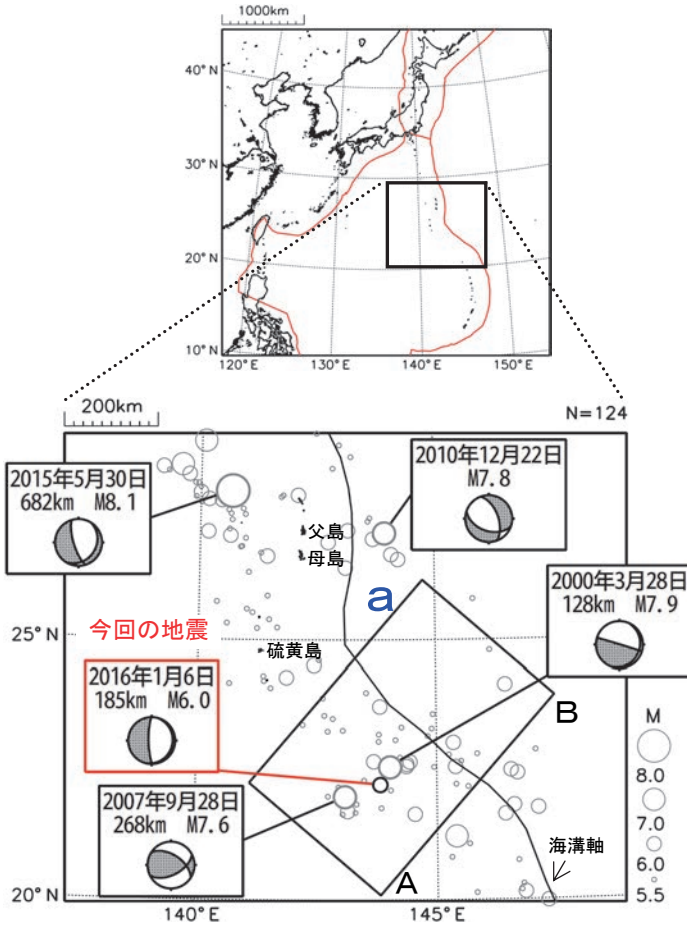 1000km
40°N
30°N
20°N
10°N
120°E
130°E
140°E
150°E
200km
N=124
2015年5月30日
682km M8.1
2010年12月22日
M7.8
父島
母島
2000年3月28日
128km M7.9
a
25°N
今回の地震
硫黄島
2016年1月6日
185km M6.0
B
M
8.0
7.0
6.0
5.5
2007年9月28日
268km M7.6
海溝軸
A
20°N
140°E
145°E